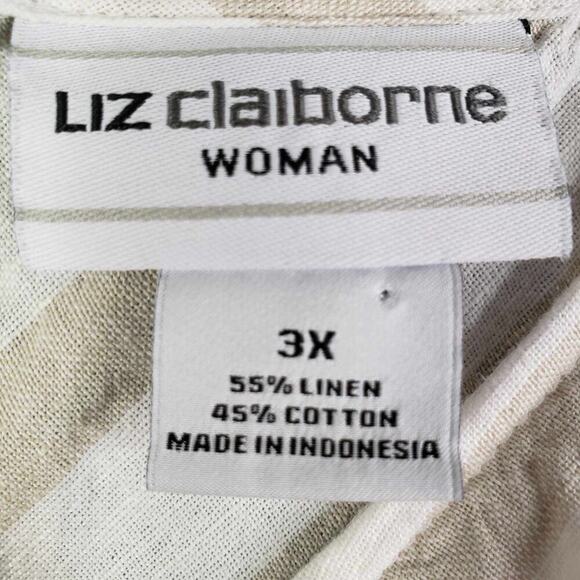 Liz claiborne
WOMAN
3X
55% LINEN
45% COTTON
MADE IN INDONESIA